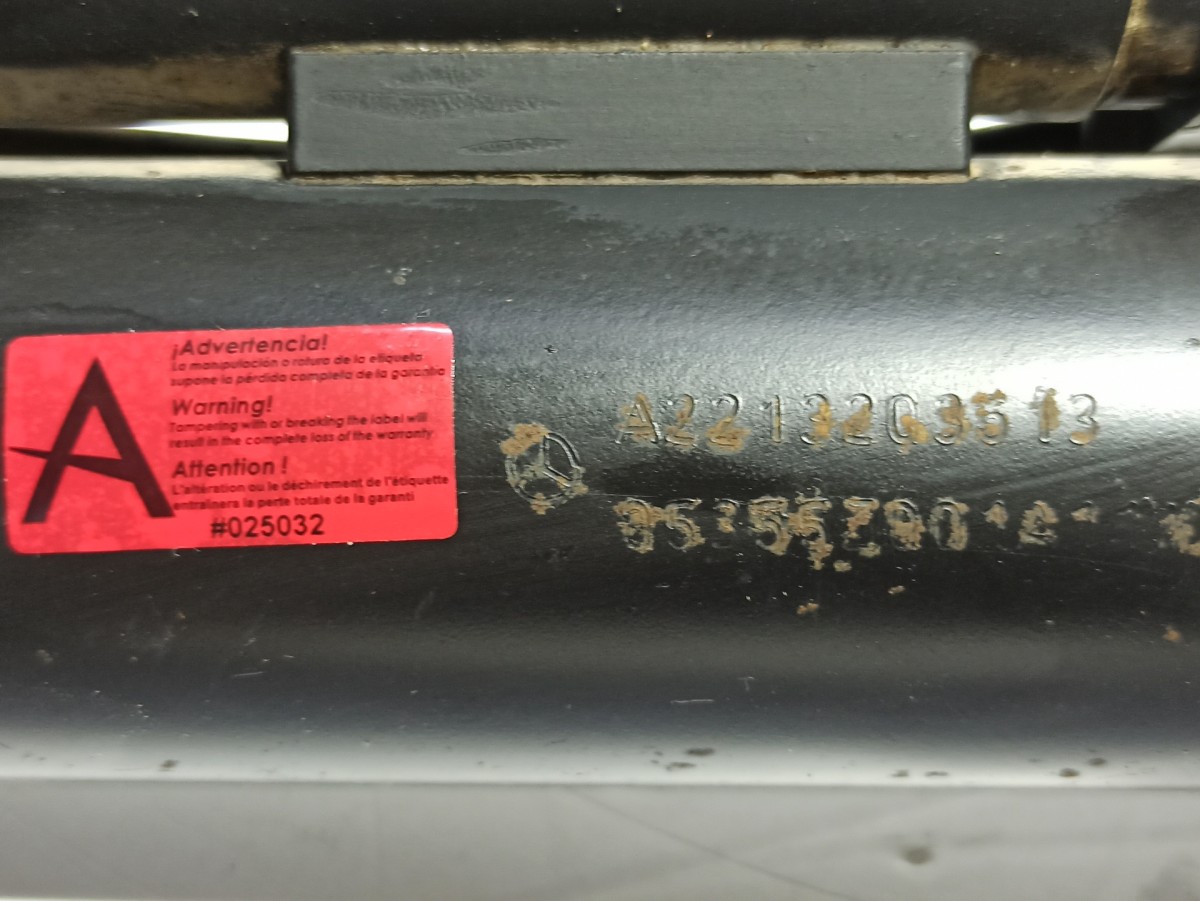 ¡Advertencia!
La manipulación o rotura de la etiqueta
supone la pérdida completa de la garantia
Warning!
Tampering with or breaking the label will
result in the complete loss of the warranty
Attention !
L'altération ou le déchirement de l'étiquette
entraînera la perte totale de la garanti
#025032
A
A2213203513